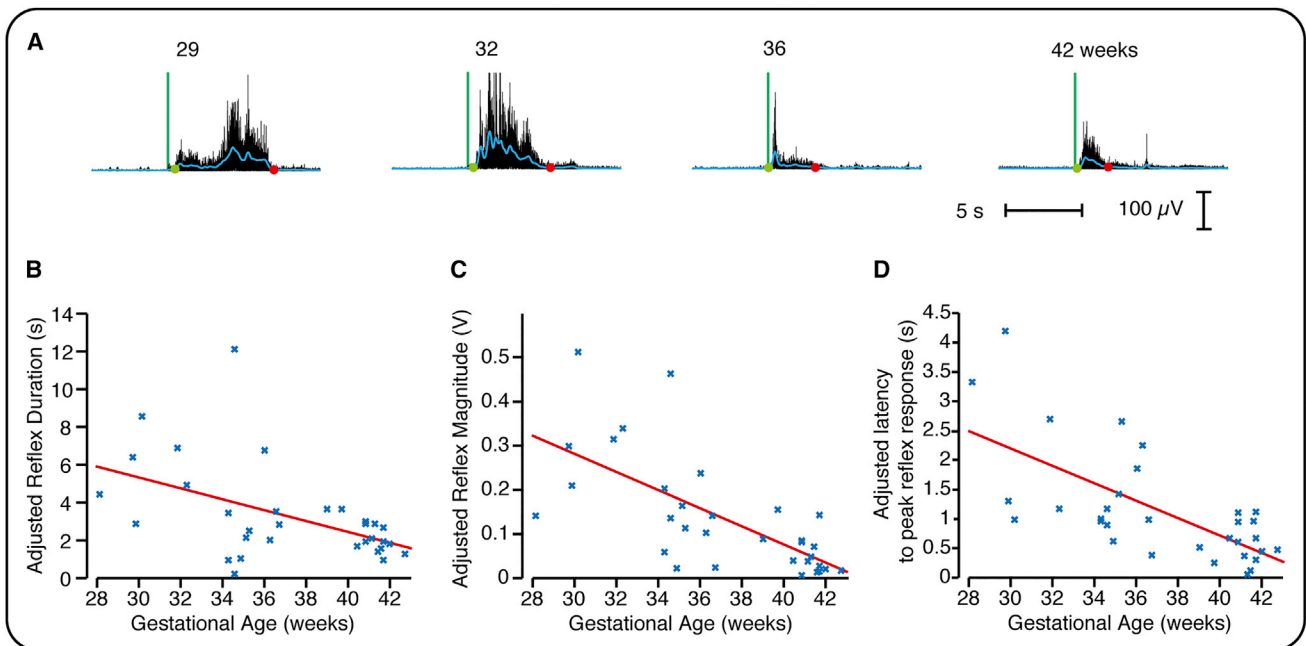 A
29 32 36 42 weeks
5 s 100 µV
B C D
Adjusted Reflex Duration (s)
14
12
10
8
6
4
2
0
28 30 32 34 36 38 40 42
Gestational Age (weeks)
Adjusted Reflex Magnitude (V)
0.5
0.4
0.3
0.2
0.1
0
28 30 32 34 36 38 40 42
Gestational Age (weeks)
Adjusted latency
to peak reflex response (s)
4.5
4
3.5
3
2.5
2
1.5
1
0.5
0
28 30 32 34 36 38 40 42
Gestational Age (weeks)